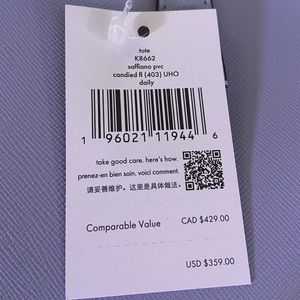 tote
K8662
saffiano pvc
candied fl (403) UHO
daily
1 96021 11944 6
take good care. here's how.
prenez-en bien soin. voici comment.
请妥善维护。这里是具体做法。
Comparable Value CAD $429.00
USD $359.00